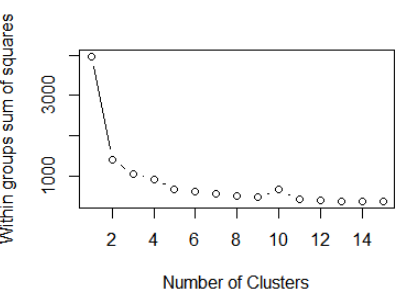 Within groups sum of squares
3000
1000
2 4 6 8 10 12 14
Number of Clusters